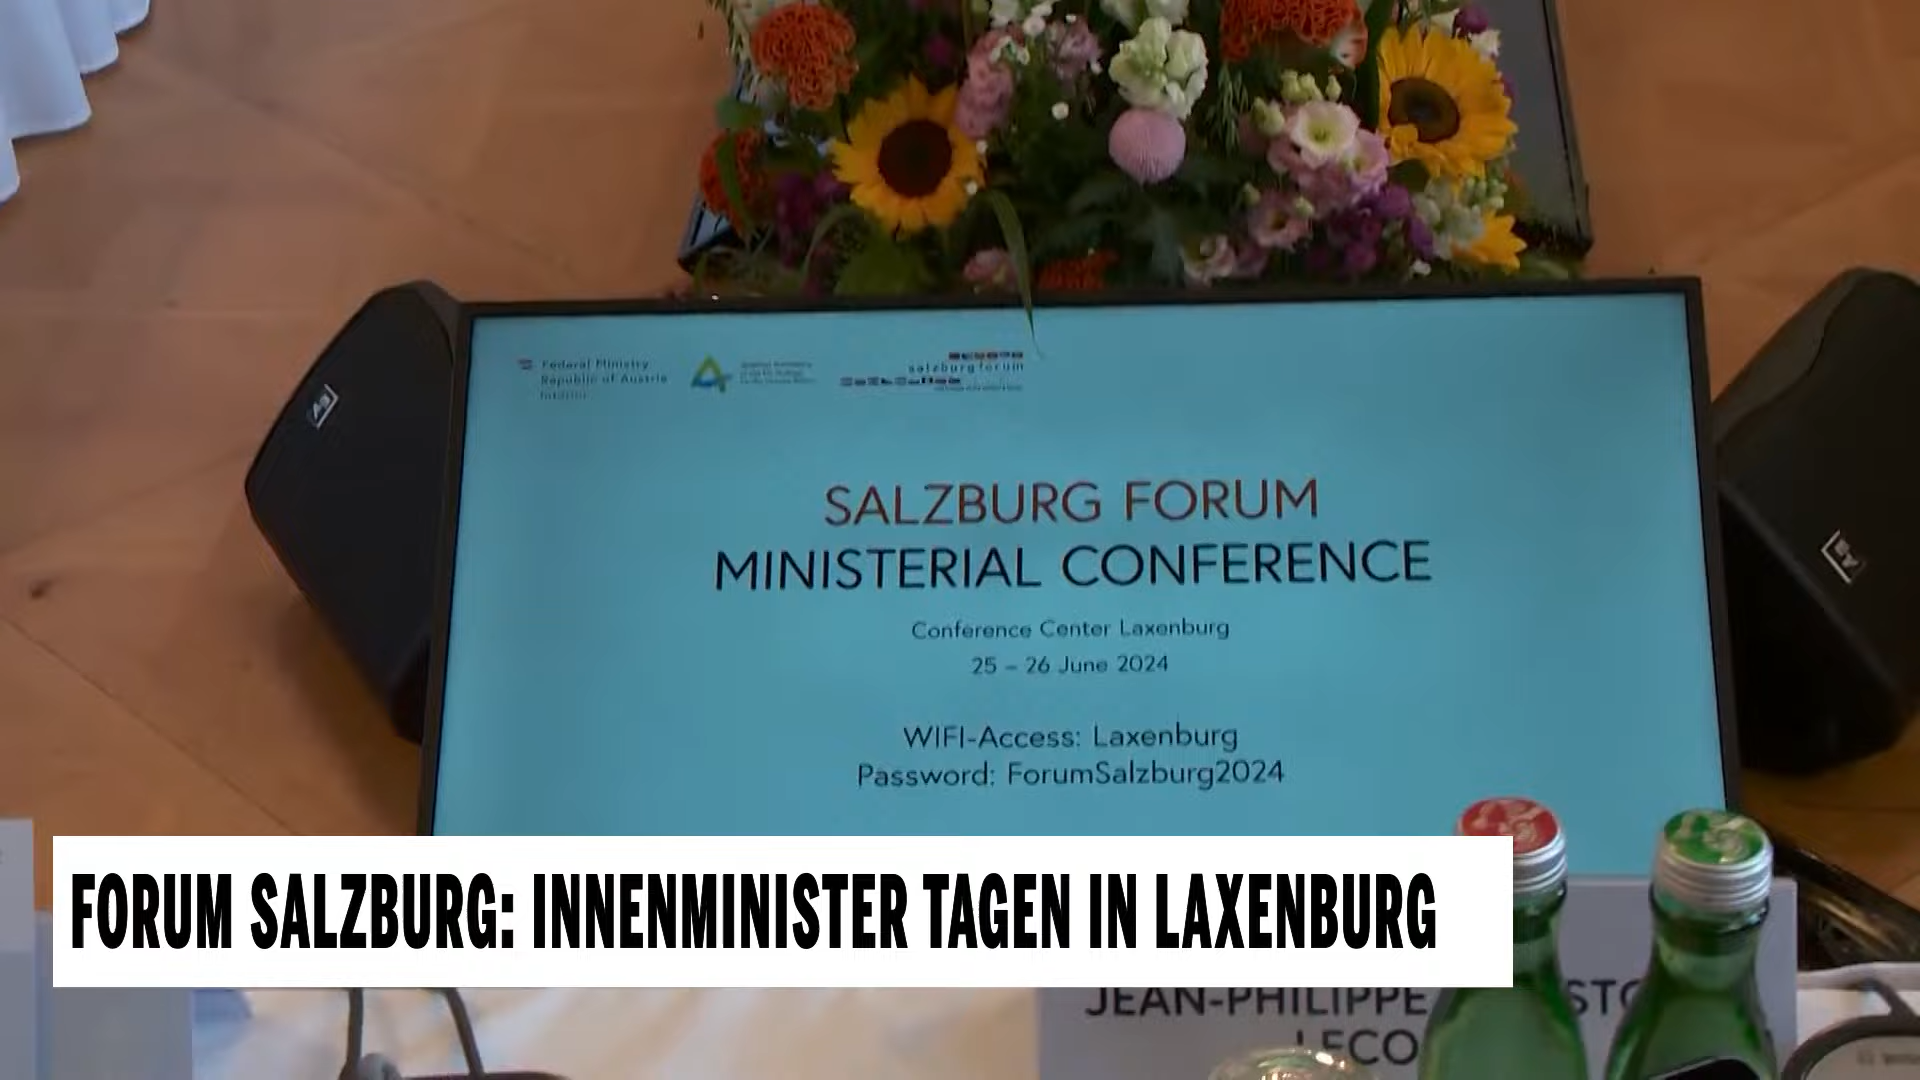 Federal Ministry
Republic of Austria
Interior
salzburg forum
SALZBURG FORUM
MINISTERIAL CONFERENCE
Conference Center Laxenburg
25 – 26 June 2024
WIFI-Access: Laxenburg
Password: ForumSalzburg2024
FORUM SALZBURG: INNENMINISTER TAGEN IN LAXENBURG
JEAN-PHILIPPE